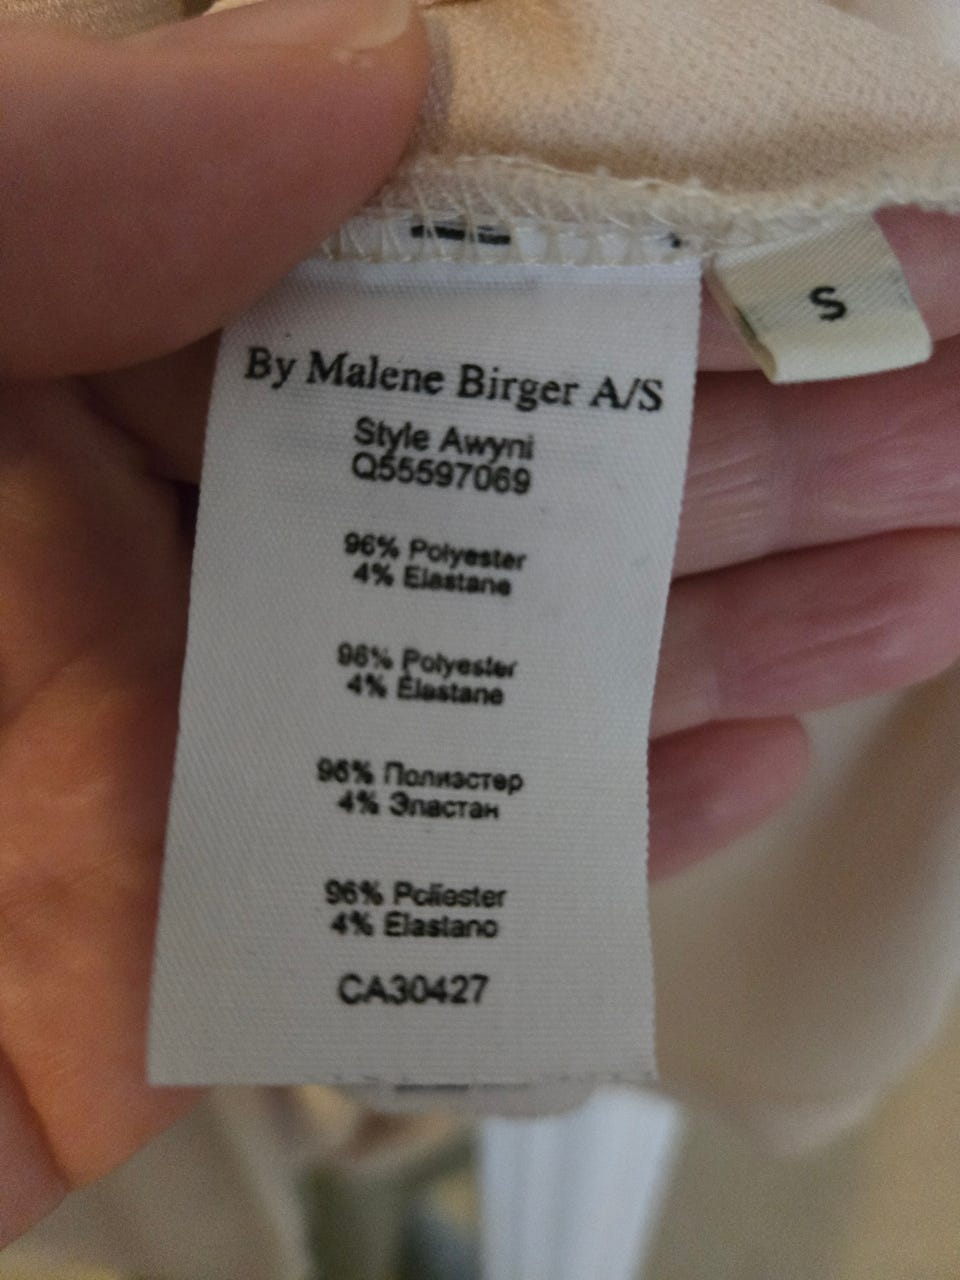 S
By Malene Birger A/S
Style Awyni
Q55597069
96% Polyester
4% Elastane
96% Polyester
4% Elastane
96% Полиэстер
4% Эластан
96% Poliester
4% Elastano
CA30427